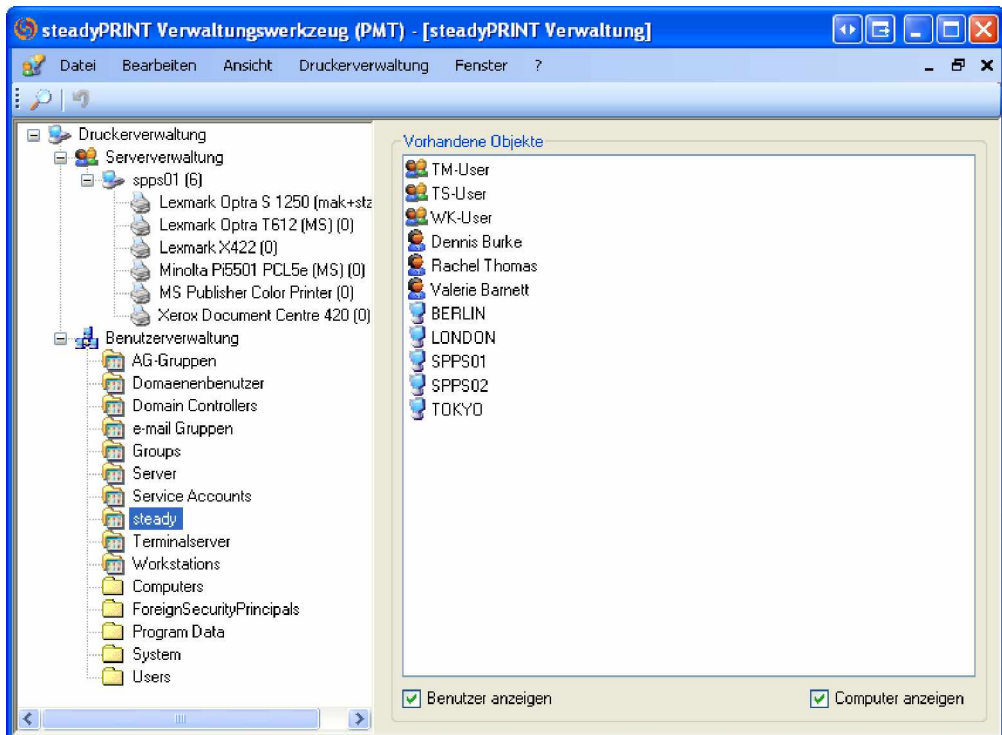 steadyPRINT Verwaltungswerkzeug (PMT) - [steadyPRINT Verwaltung]
Datei Bearbeiten Ansicht Druckerverwaltung Fenster ?
Druckerverwaltung
Serververwaltung
spps01 (6)
Lexmark Optra S 1250 (mak+stz
Lexmark Optra T612 (MS) (0)
Lexmark X422 (0)
Minolta Pi5501 PCL5e (MS) (0)
MS Publisher Color Printer (0)
Xerox Document Centre 420 (0)
Benutzerverwaltung
AG-Gruppen
Domaenenbenutzer
Domain Controllers
e-mail Gruppen
Groups
Server
Service Accounts
steady
Terminalserver
Workstations
Computers
ForeignSecurityPrincipals
Program Data
System
Users
Vorhandene Objekte
TM-User
TS-User
WK-User
Dennis Burke
Rachel Thomas
Valerie Barnett
BERLIN
LONDON
SPPS01
SPPS02
TOKYO
Benutzer anzeigen
Computer anzeigen